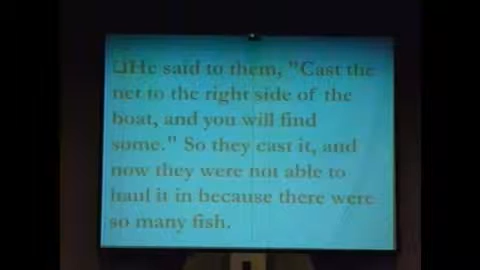 ❑He said to them, "Cast the
net to the right side of the
boat, and you will find
some." So they cast it, and
now they were not able to
haul it in because there were
so many fish.